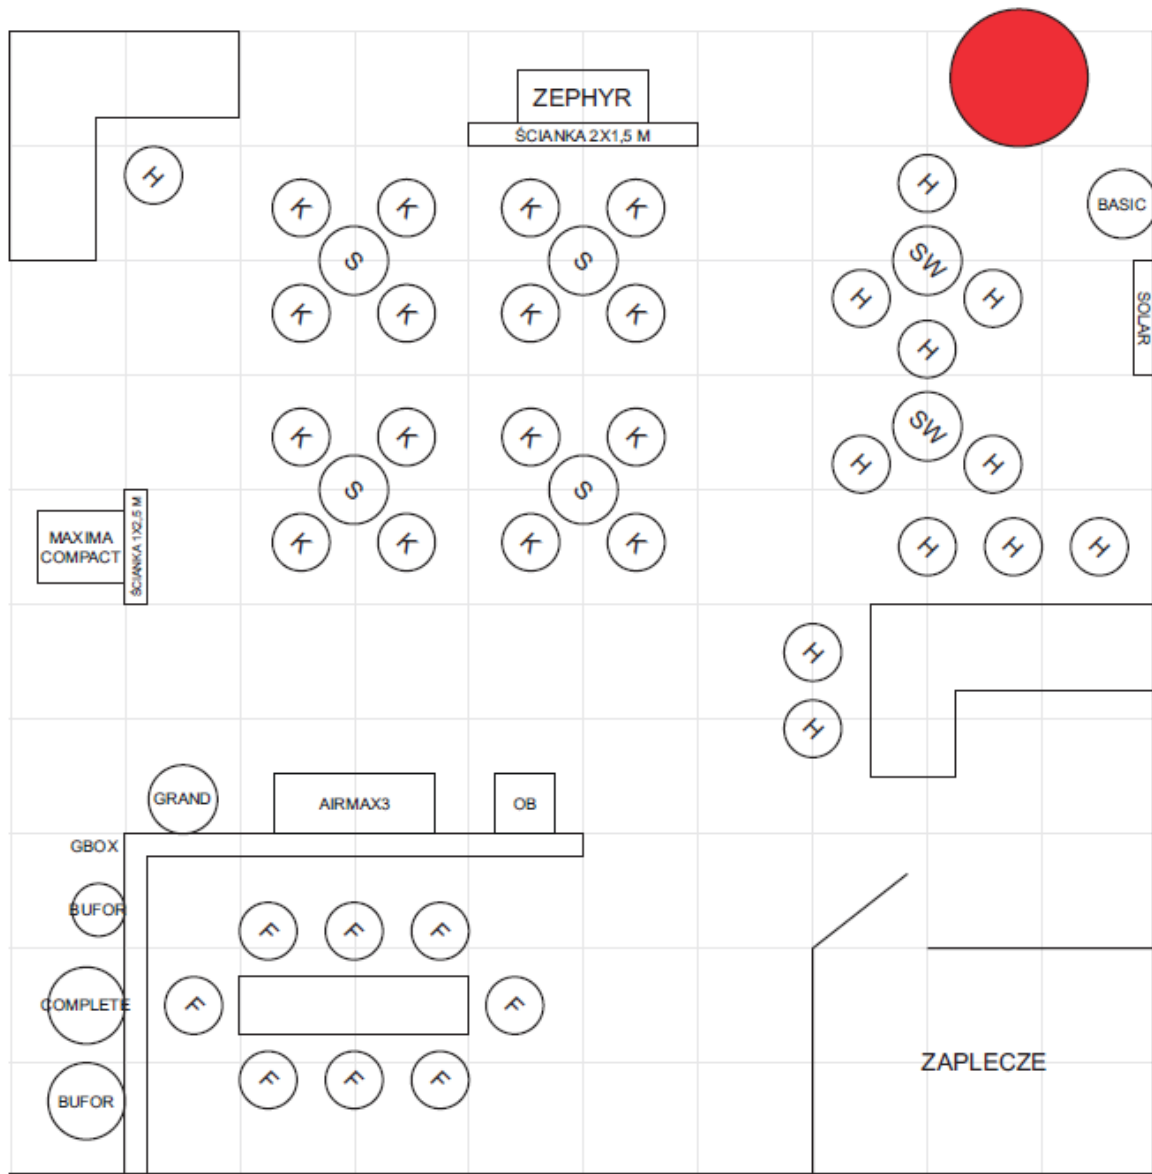 ZEPHYR
ŚCIANKA 2X1,5 M
H
H
BASIC
K
K
K
K
S
S
SW
K
K
K
K
H
H
SOLAR
H
K
K
K
K
SW
S
S
H
H
MAXIMA
COMPACT
ŚCIANKA 1X2,5 M
K
K
K
K
H
H
H
H
H
GRAND
AIRMAX3
OB
GBOX
BUFOR
F
F
F
COMPLETE
F
F
F
F
F
BUFOR
ZAPLECZE